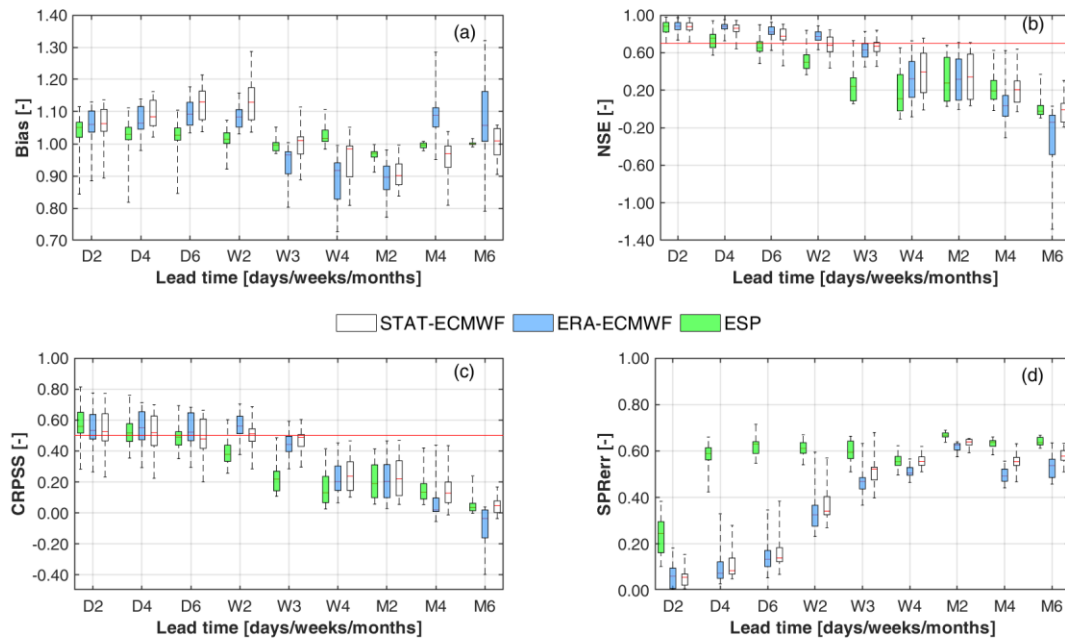 (a)
1.40
1.30
1.20
1.10
1.00
0.90
0.80
0.70
Bias [-]
D2 D4 D6 W2 W3 W4 M2 M4 M6
Lead time [days/weeks/months]
(b)
1.00
0.60
0.20
-0.20
-0.60
-1.00
-1.40
NSE [-]
D2 D4 D6 W2 W3 W4 M2 M4 M6
Lead time [days/weeks/months]
STAT-ECMWF ERA-ECMWF ESP
(c)
1.00
0.80
0.60
0.40
0.20
0.00
-0.20
-0.40
CRPSS [-]
D2 D4 D6 W2 W3 W4 M2 M4 M6
Lead time [days/weeks/months]
(d)
1.00
0.80
0.60
0.40
0.20
0.00
SPRerr [-]
D2 D4 D6 W2 W3 W4 M2 M4 M6
Lead time [days/weeks/months]